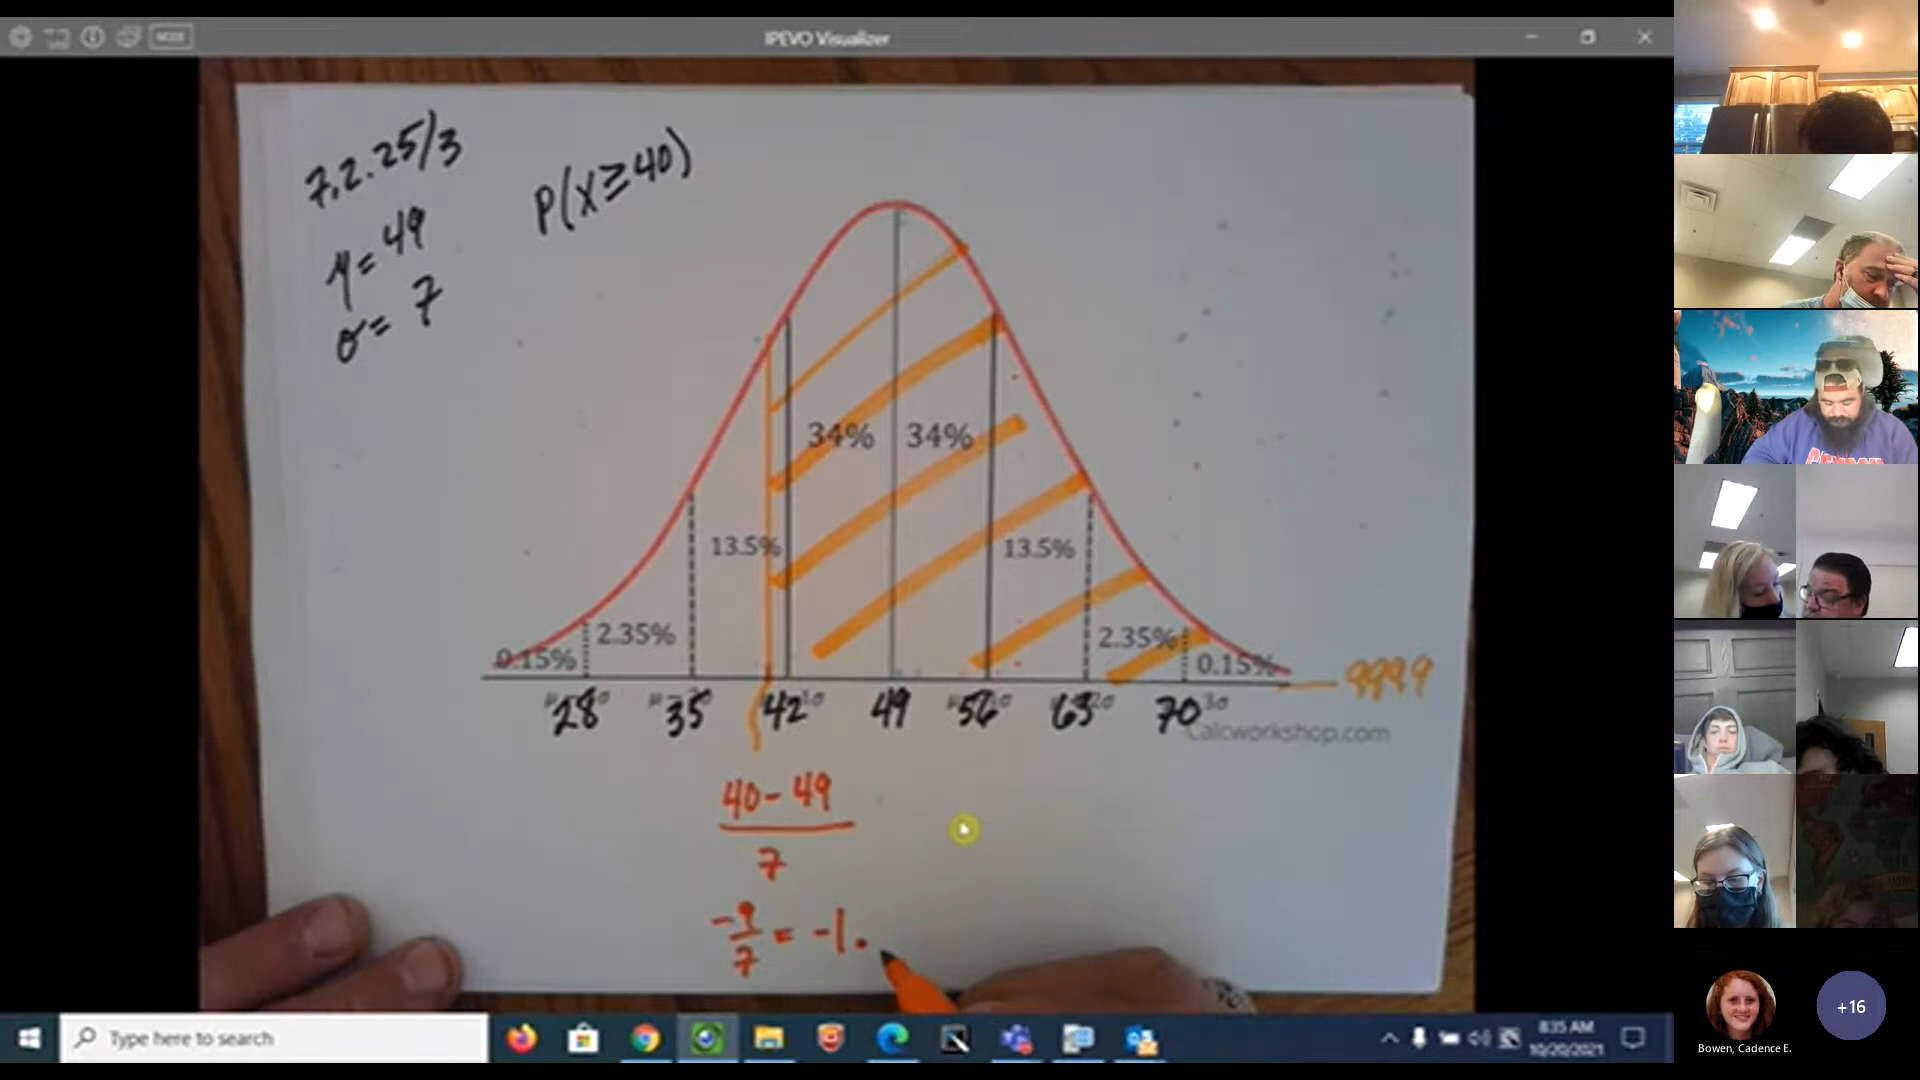 IPEVO Visualizer
MODE
7.2.25/3
P(X≥40)
μ= 49
σ= 7
34% 34%
13.5% 13.5%
2.35% 2.35%
0.15% 0.15%
9999
28 35 42 49 56 63 70
Calcworkshop.com
40-49
7
-9
7
= -1.
Type here to search
8:35 AM
10/20/2021
+16
Bowen, Cadence E.